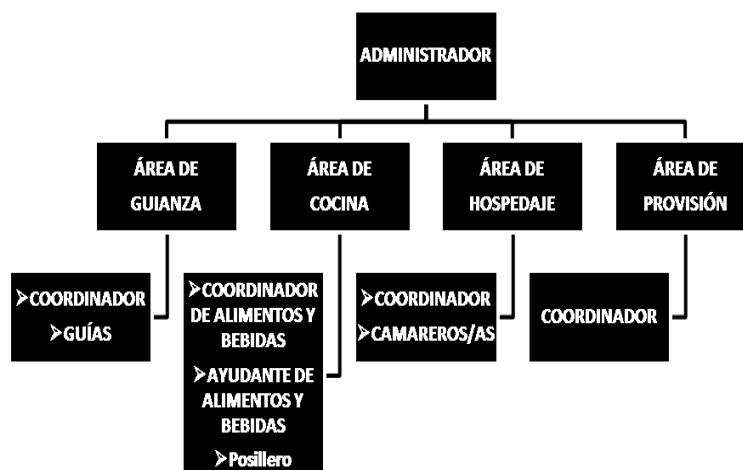 ADMINISTRADOR
ÁREA DE
GUIANZA
ÁREA DE
COCINA
ÁREA DE
HOSPEDAJE
ÁREA DE
PROVISIÓN
➢COORDINADOR
➢GUÍAS
➢COORDINADOR
DE ALIMENTOS Y
BEBIDAS
➢AYUDANTE DE
ALIMENTOS Y
BEBIDAS
➢Posillero
➢COORDINADOR
➢CAMAREROS/AS
COORDINADOR